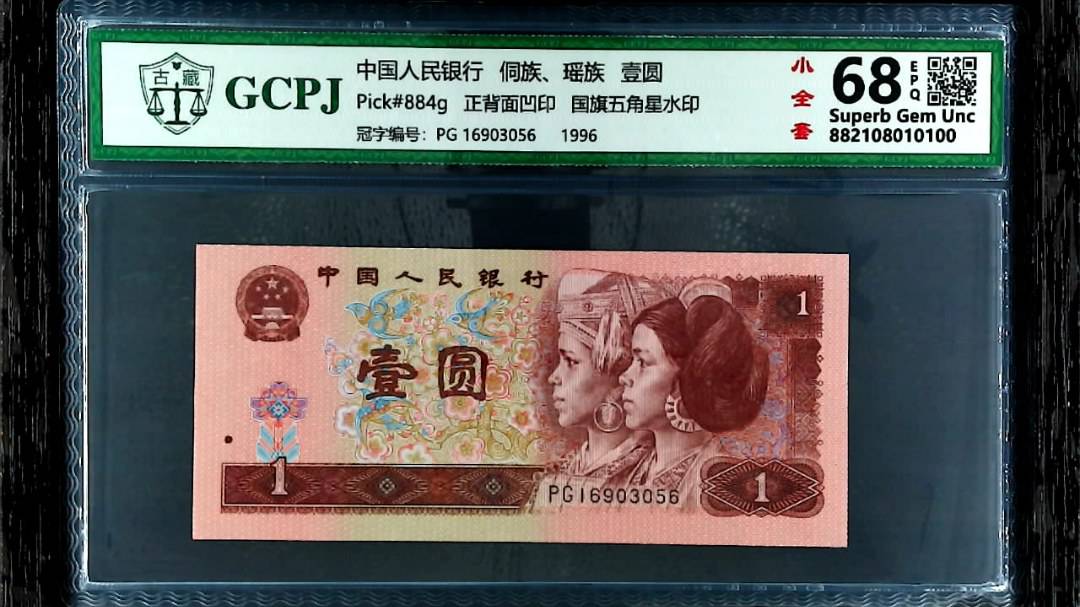 古藏
GCPJ
中国人民银行 侗族、瑶族 壹圆
Pick#884g 正背面凹印 国旗五角星水印
冠字编号: PG 16903056 1996
小全套
68 EPQ
Superb Gem Unc
882108010100
中国人民银行
1
壹圆
1
PG16903056
1